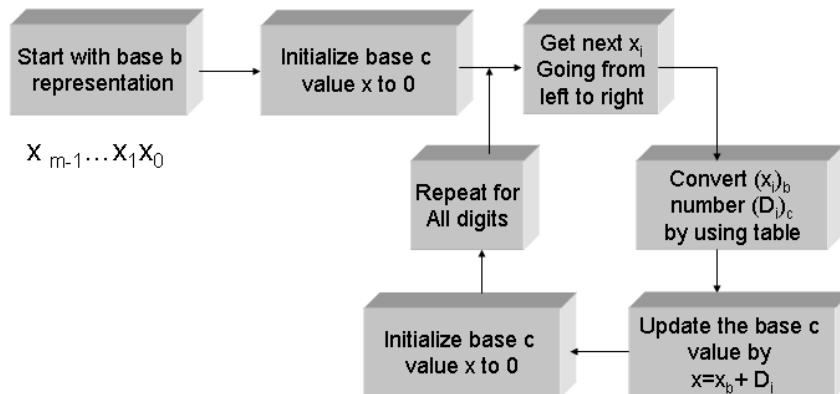 Start with base b
representation
Initialize base c
value x to 0
Get next xᵢ
Going from
left to right
X m-1...X₁X₀
Repeat for
All digits
Convert (xᵢ)b
number (Dᵢ)c
by using table
Initialize base c
value x to 0
Update the base c
value by
x=xb+ Dᵢ